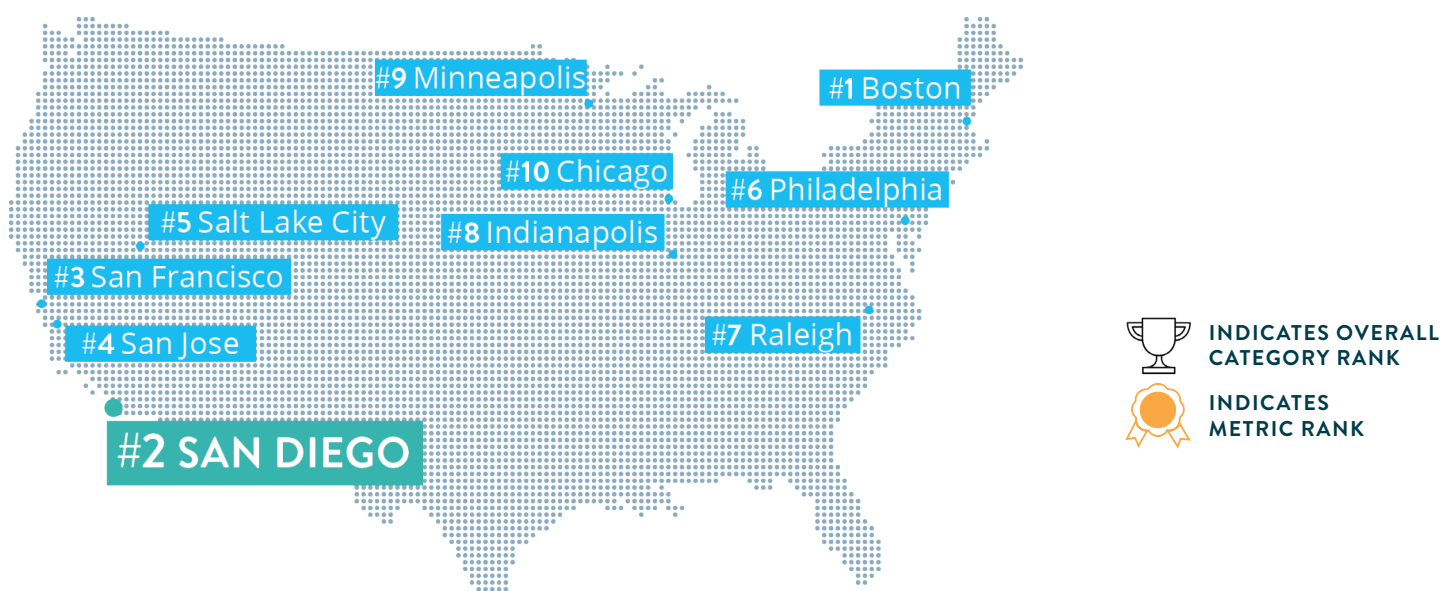 #9 Minneapolis
#1 Boston
#10 Chicago
#6 Philadelphia
#5 Salt Lake City
#8 Indianapolis
#3 San Francisco
#7 Raleigh
#4 San Jose
#2 SAN DIEGO
INDICATES OVERALL
CATEGORY RANK
INDICATES
METRIC RANK